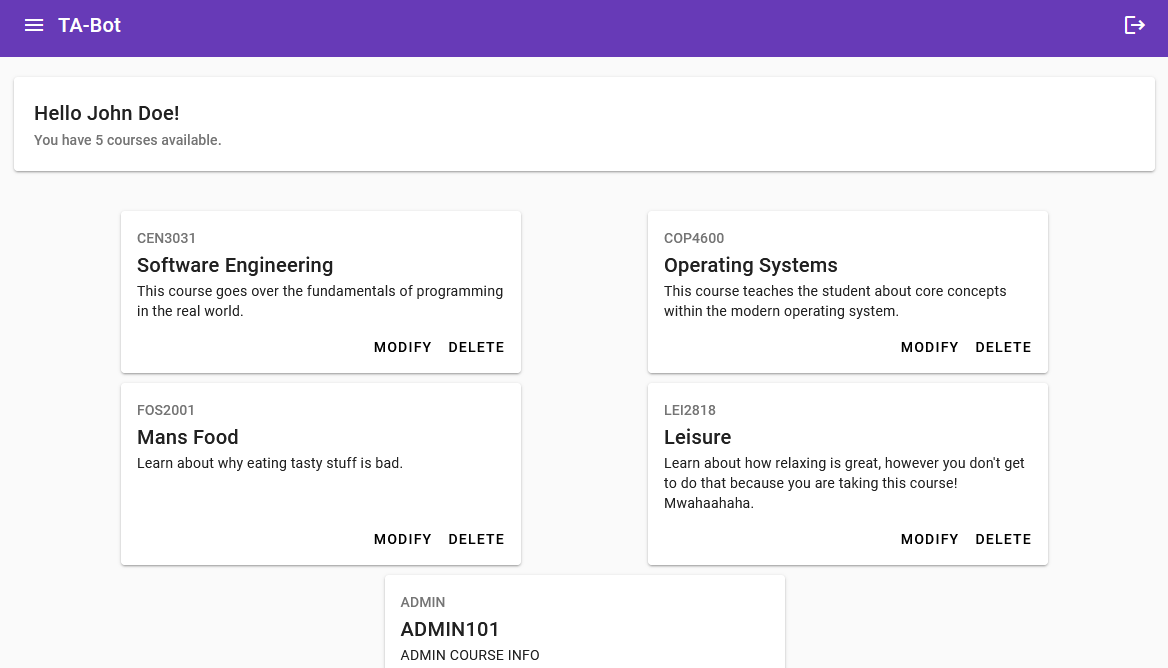 TA-Bot
Hello John Doe!
You have 5 courses available.
CEN3031
Software Engineering
This course goes over the fundamentals of programming
in the real world.
MODIFY DELETE
COP4600
Operating Systems
This course teaches the student about core concepts
within the modern operating system.
MODIFY DELETE
FOS2001
Mans Food
Learn about why eating tasty stuff is bad.
MODIFY DELETE
LEI2818
Leisure
Learn about how relaxing is great, however you don't get
to do that because you are taking this course!
Mwahaahaha.
MODIFY DELETE
ADMIN
ADMIN101
ADMIN COURSE INFO